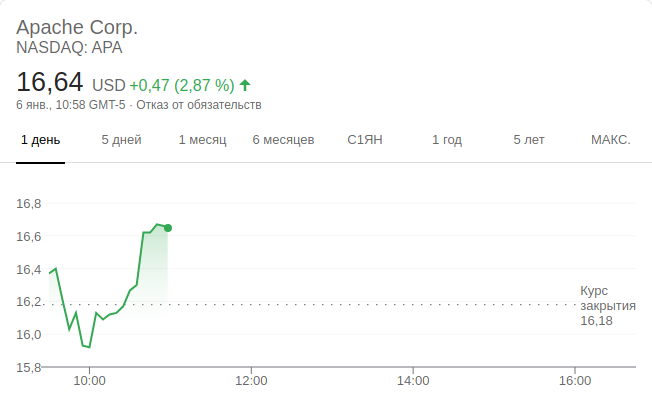 Apache Corp.
NASDAQ: APA
16,64 USD +0,47 (2,87 %)
6 янв., 10:58 GMT-5 · Отказ от обязательств
1 день 5 дней 1 месяц 6 месяцев С1ЯН 1 год 5 лет МАКС.
16,8
16,6
16,4
16,2
16,0
15,8
Курс
закрытия
16,18
10:00 12:00 14:00 16:00